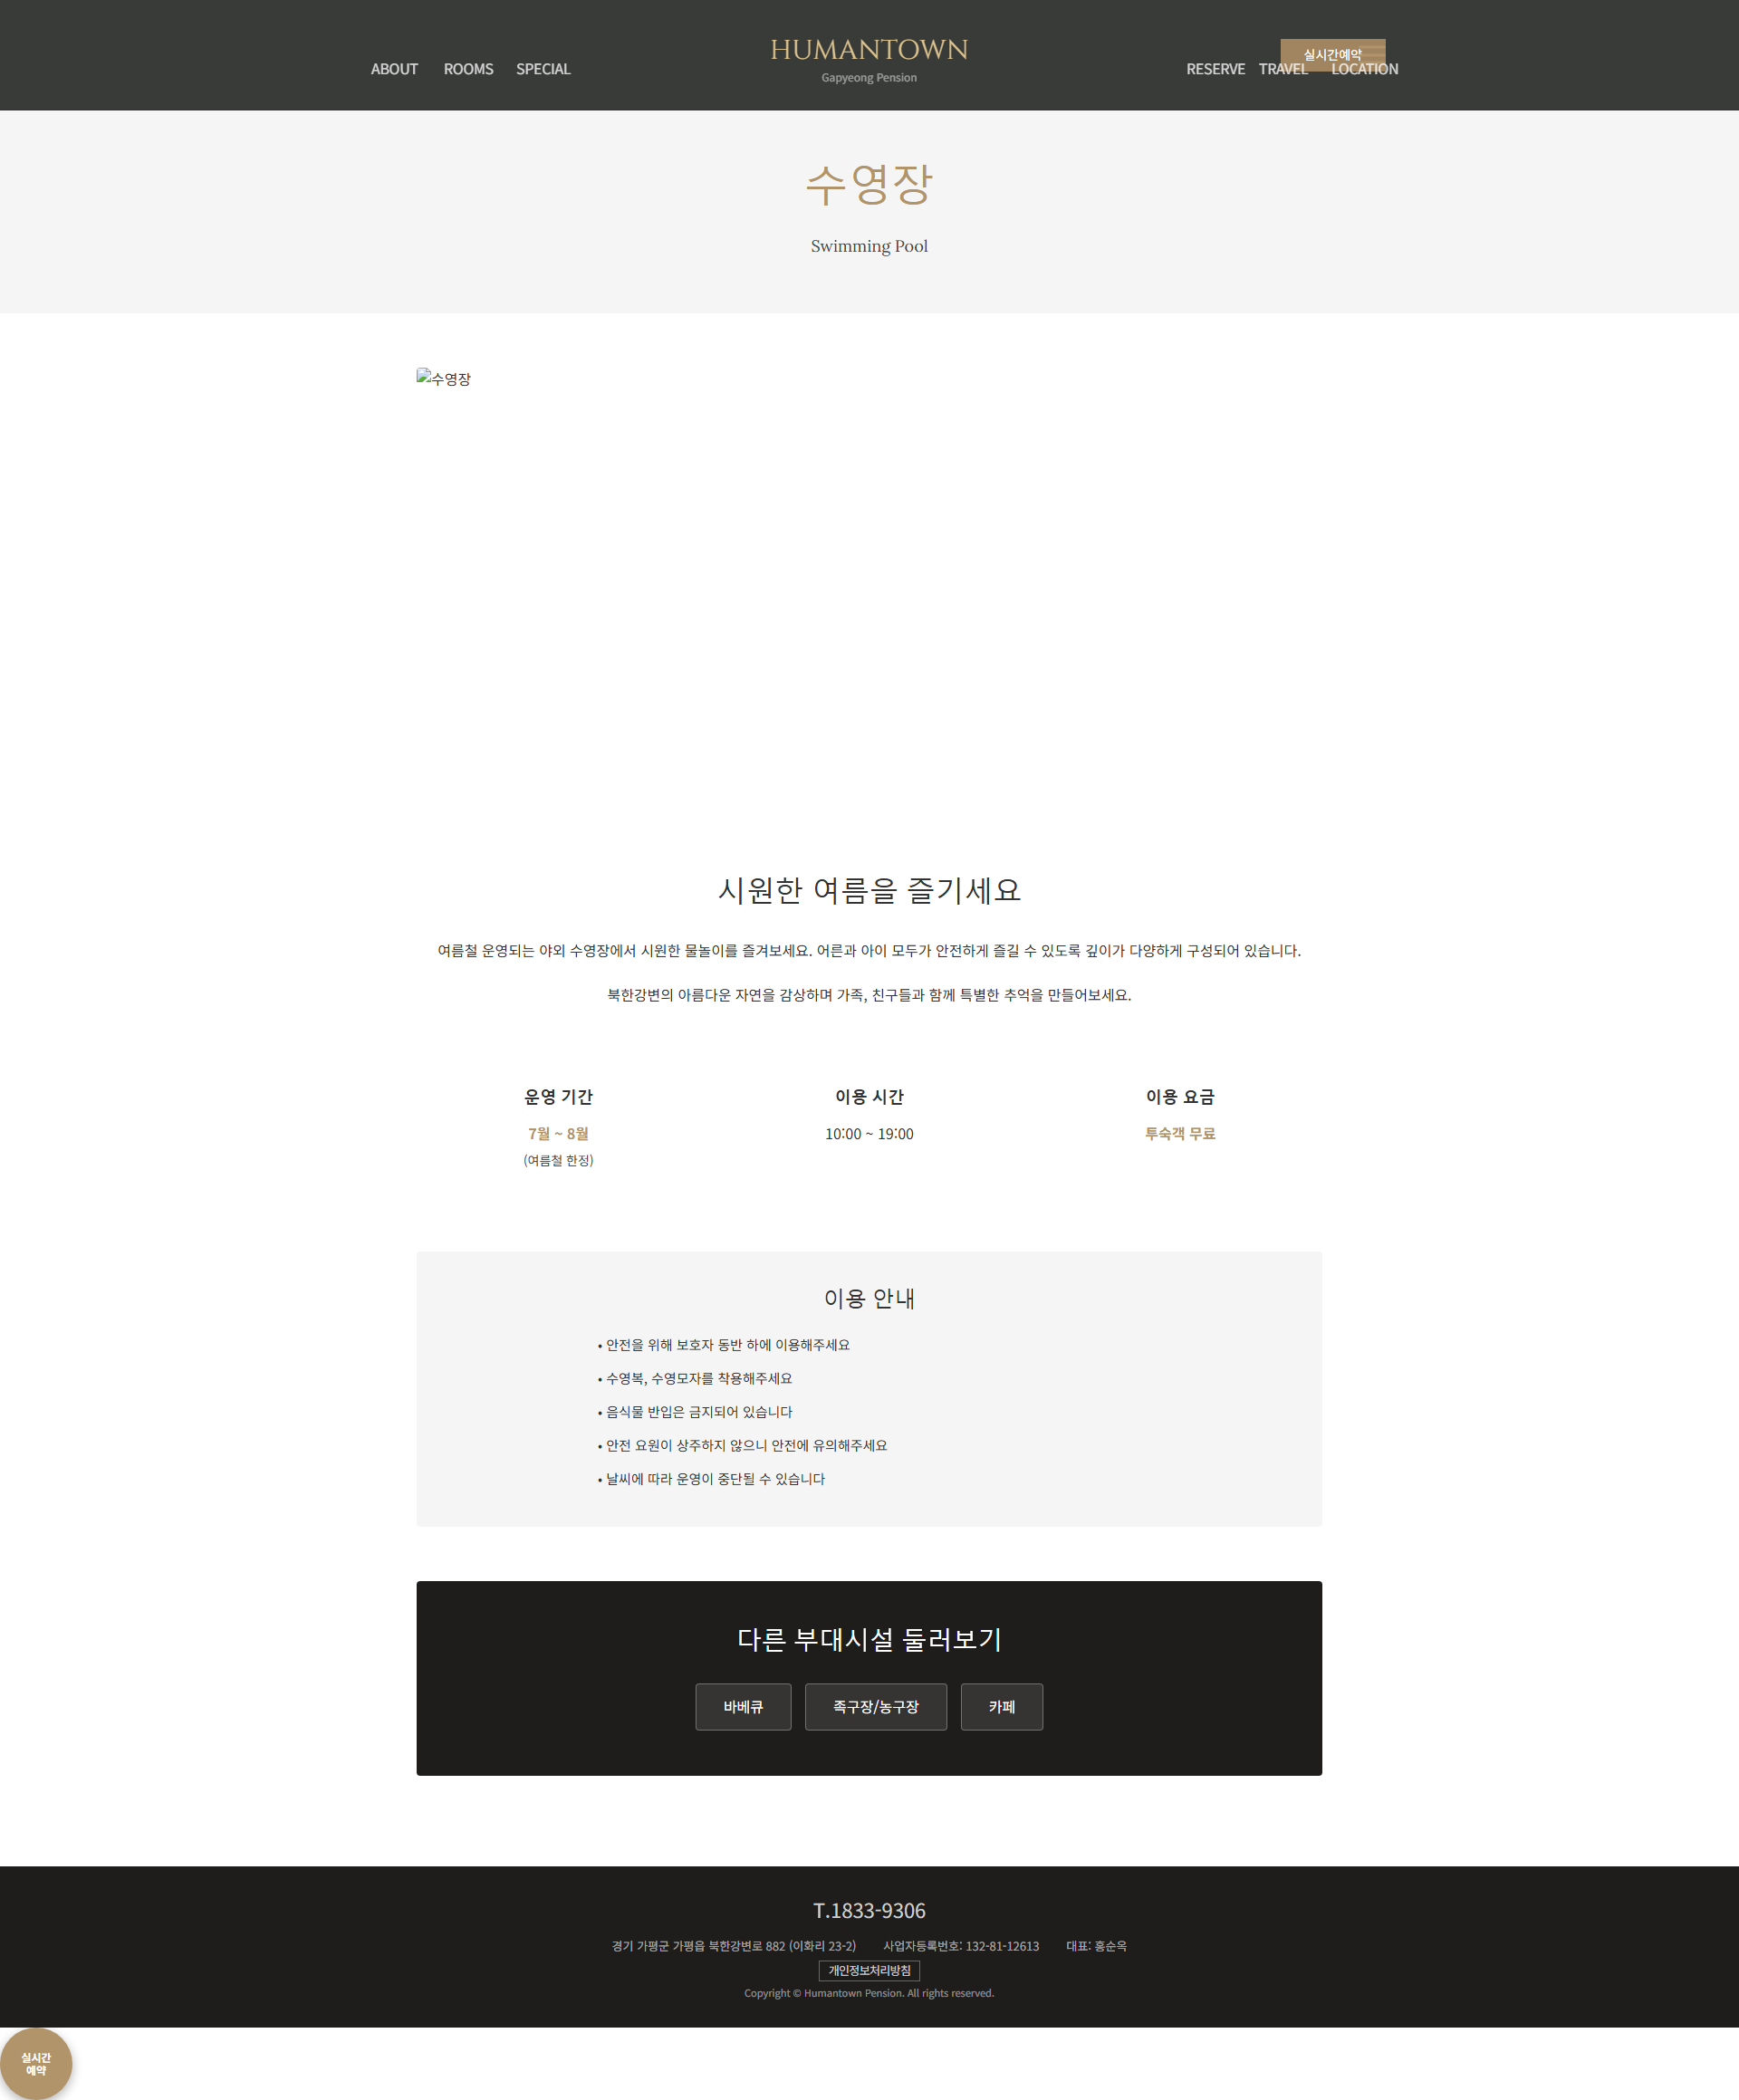 HUMANTOWN
Gapyeong Pension
ABOUT ROOMS SPECIAL
실시간예약
RESERVE TRAVEL LOCATION
수영장
Swimming Pool
수영장
시원한 여름을 즐기세요
여름철 운영되는 야외 수영장에서 시원한 물놀이를 즐겨보세요. 어른과 아이 모두가 안전하게 즐길 수 있도록 깊이가 다양하게 구성되어 있습니다.
북한강변의 아름다운 자연을 감상하며 가족, 친구들과 함께 특별한 추억을 만들어보세요.
운영 기간
7월 ~ 8월
(여름철 한정)
이용 시간
10:00 ~ 19:00
이용 요금
투숙객 무료
이용 안내
• 안전을 위해 보호자 동반 하에 이용해주세요
• 수영복, 수영모자를 착용해주세요
• 음식물 반입은 금지되어 있습니다
• 안전 요원이 상주하지 않으니 안전에 유의해주세요
• 날씨에 따라 운영이 중단될 수 있습니다
다른 부대시설 둘러보기
바베큐 족구장/농구장 카페
T.1833-9306
경기 가평군 가평읍 북한강변로 882 (이화리 23-2) 사업자등록번호: 132-81-12613 대표: 홍순옥
개인정보처리방침
Copyright © Humantown Pension. All rights reserved.
실시간
예약